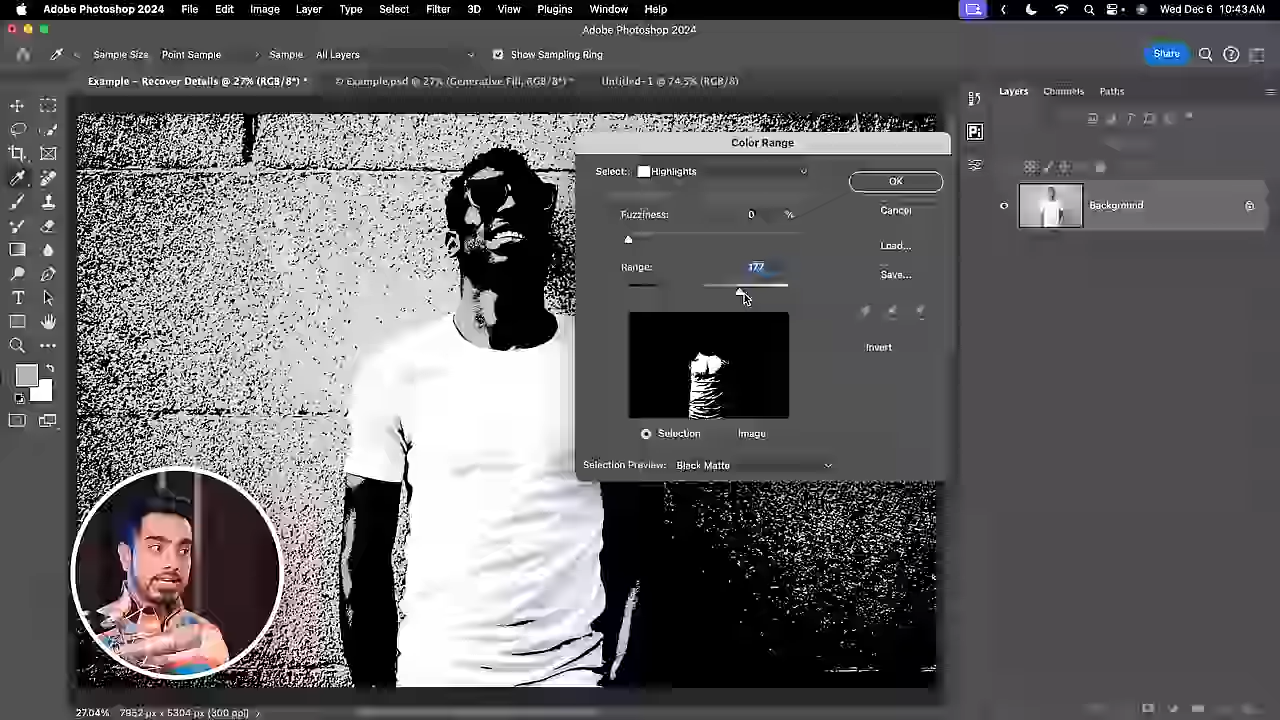 Adobe Photoshop 2024 File Edit Image Layer Type Select Filter 3D View Plugins Window Help Wed Dec 6 10:43AM
Adobe Photoshop 2024
Sample Size Point Sample Sample All Layers Show Sampling Ring Share
Example – Recover Details @ 27% (RGB/8*) * Example.psd @ 27% (Generative Fill, RGB/8*) * Untitled-1 @ 74.5% (RGB/8)
Layers Channels Paths
Color Range
Select: Highlights
OK
Fuzziness: 0 %
Cancel
Load...
Range: 177
Save...
Invert
Selection Image
Selection Preview: Black Matte
Pi
Background
27.04% 7952 px x 5304 px (300 ppi)